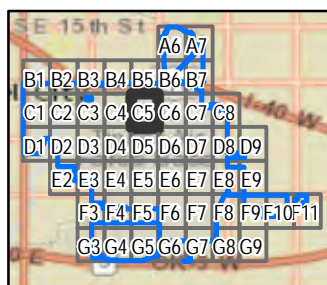 SE 15th St
A6 A7
B1 B2 B3 B4 B5 B6 B7
I-40 W
C1 C2 C3 C4 C5 C6 C7 C8
D1 D2 D3 D4 D5 D6 D7 D8 D9
E2 E3 E4 E5 E6 E7 E8 E9
F3 F4 F5 F6 F7 F8 F9 F10 F11
G3 G4 G5 G6 G7 G8 G9